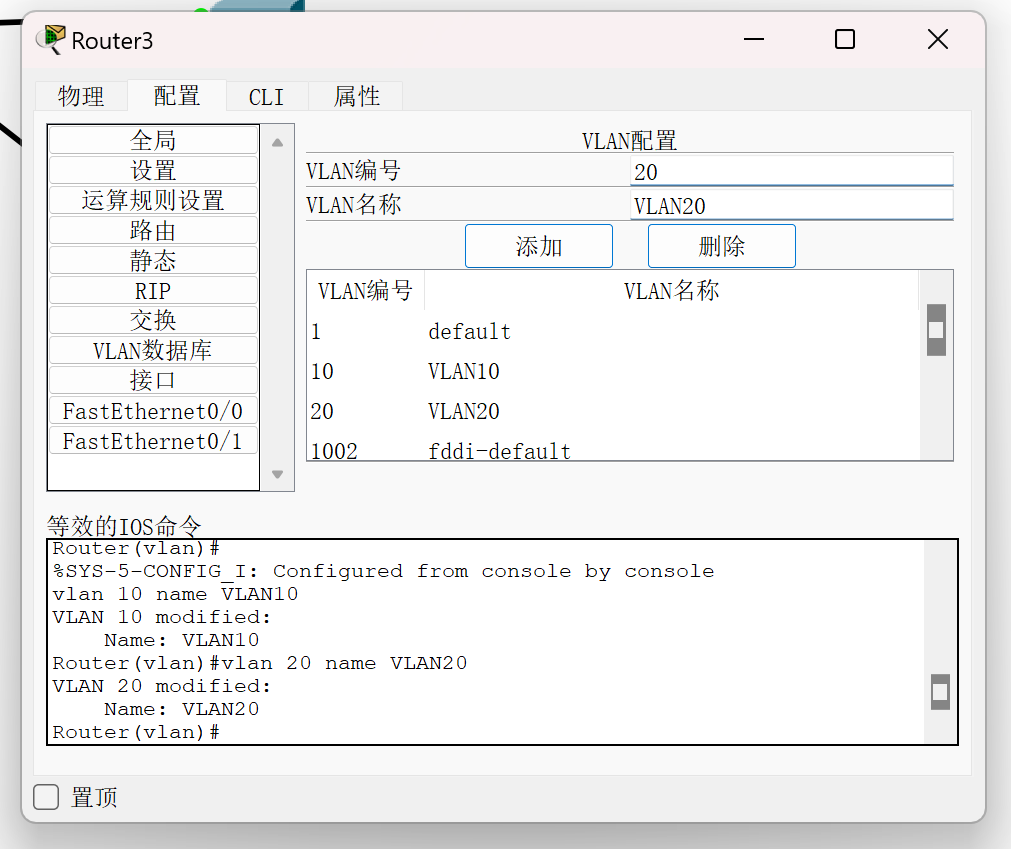 Router3
物理 配置 CLI 属性
全局
设置
运算规则设置
路由
静态
RIP
交换
VLAN数据库
接口
FastEthernet0/0
FastEthernet0/1
VLAN配置
VLAN编号 20
VLAN名称 VLAN20
添加 删除
VLAN编号 VLAN名称
1 default
10 VLAN10
20 VLAN20
1002 fddi-default
等效的IOS命令
Router(vlan)#
%SYS-5-CONFIG_I: Configured from console by console
vlan 10 name VLAN10
VLAN 10 modified:
    Name: VLAN10
Router(vlan)#vlan 20 name VLAN20
VLAN 20 modified:
    Name: VLAN20
Router(vlan)#
置顶